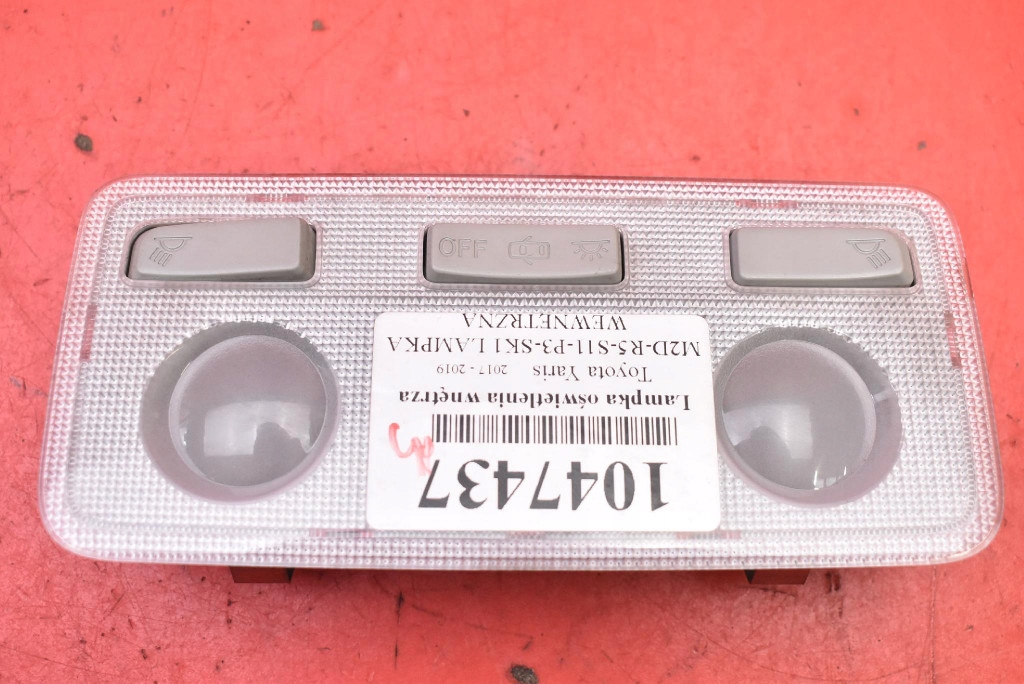 OFF
1047437
Lampka oświetlenia wnętrza
Toyota Yaris 2017 - 2019
M2D-R5-S11-P3-SK1 LAMPKA
WEWNĘTRZNA